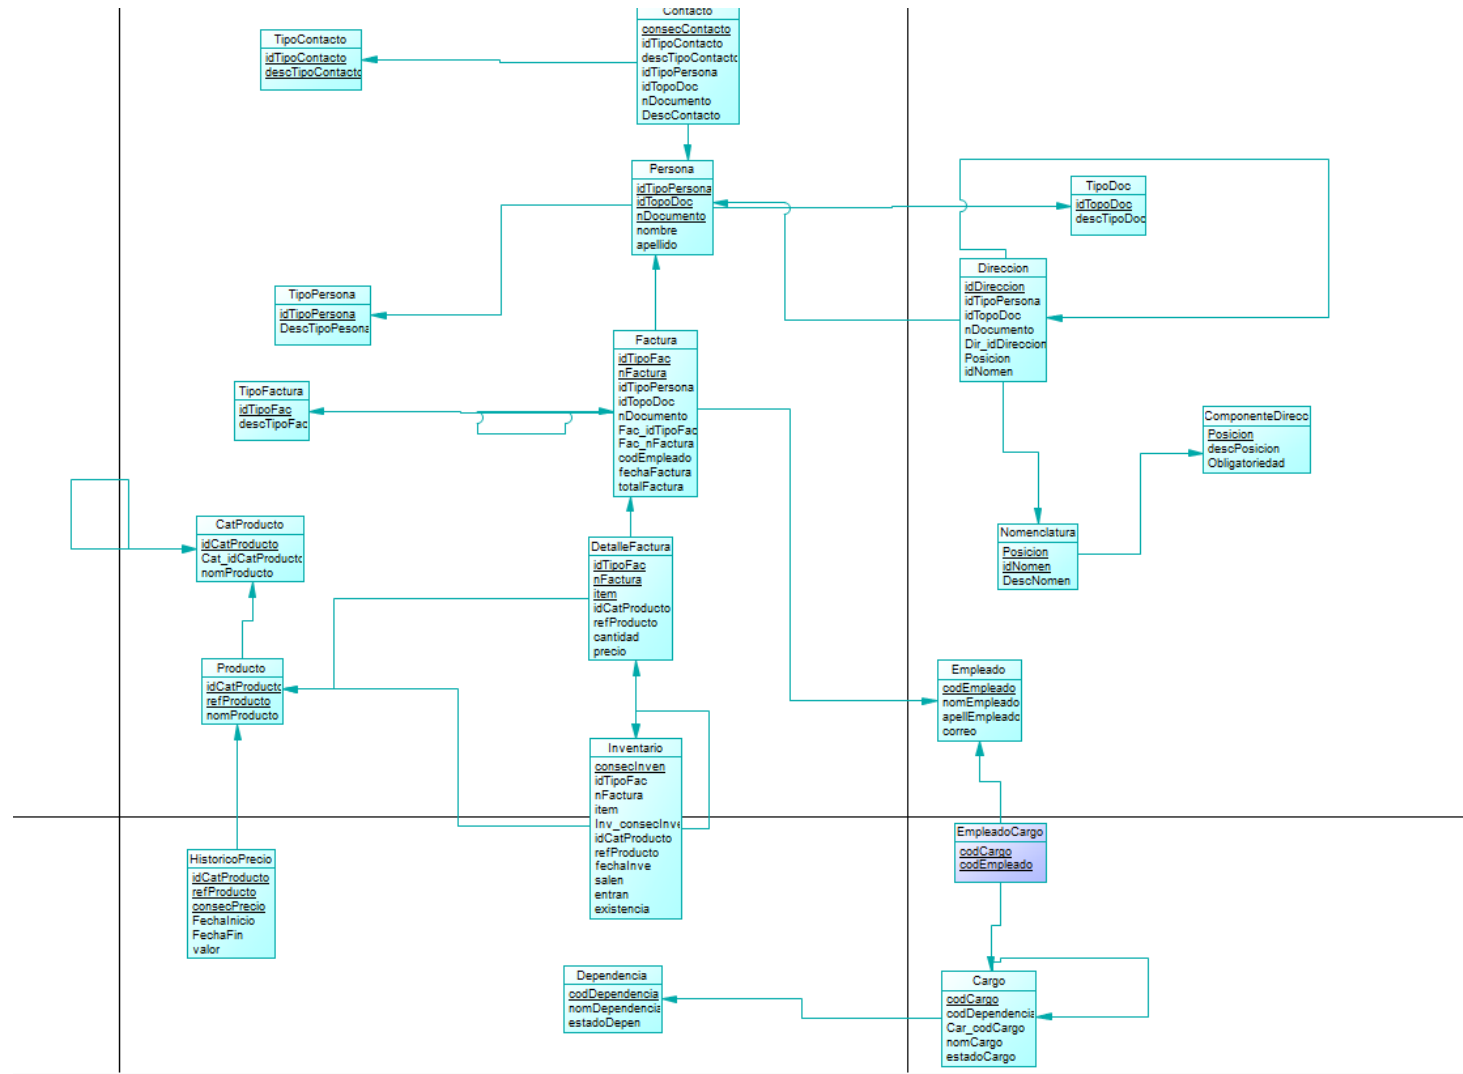 Contacto
consecContacto
idTipoContacto
descTipoContacto
idTipoPersona
idTopoDoc
nDocumento
DescContacto
TipoContacto
idTipoContacto
descTipoContacto
Persona
idTipoPersona
idTopoDoc
nDocumento
nombre
apellido
TipoDoc
idTopoDoc
descTipoDoc
Direccion
idDireccion
idTipoPersona
idTopoDoc
nDocumento
Dir_idDireccion
Posicion
idNomen
TipoPersona
idTipoPersona
DescTipoPesona
Factura
idTipoFac
nFactura
idTipoPersona
idTopoDoc
nDocumento
Fac_idTipoFac
Fac_nFactura
codEmpleado
fechaFactura
totalFactura
TipoFactura
idTipoFac
descTipoFac
ComponenteDirecc
Posicion
descPosicion
Obligatoriedad
CatProducto
idCatProducto
Cat_idCatProducto
nomProducto
DetalleFactura
idTipoFac
nFactura
item
idCatProducto
refProducto
cantidad
precio
Nomenclatura
Posicion
idNomen
DescNomen
Producto
idCatProducto
refProducto
nomProducto
Empleado
codEmpleado
nomEmpleado
apellEmpleado
correo
Inventario
consecInven
idTipoFac
nFactura
item
Inv_consecInve
idCatProducto
refProducto
fechaInve
salen
entran
existencia
EmpleadoCargo
codCargo
codEmpleado
HistoricoPrecio
idCatProducto
refProducto
consecPrecio
FechaInicio
FechaFin
valor
Dependencia
codDependencia
nomDependencia
estadoDepen
Cargo
codCargo
codDependencia
Car_codCargo
nomCargo
estadoCargo